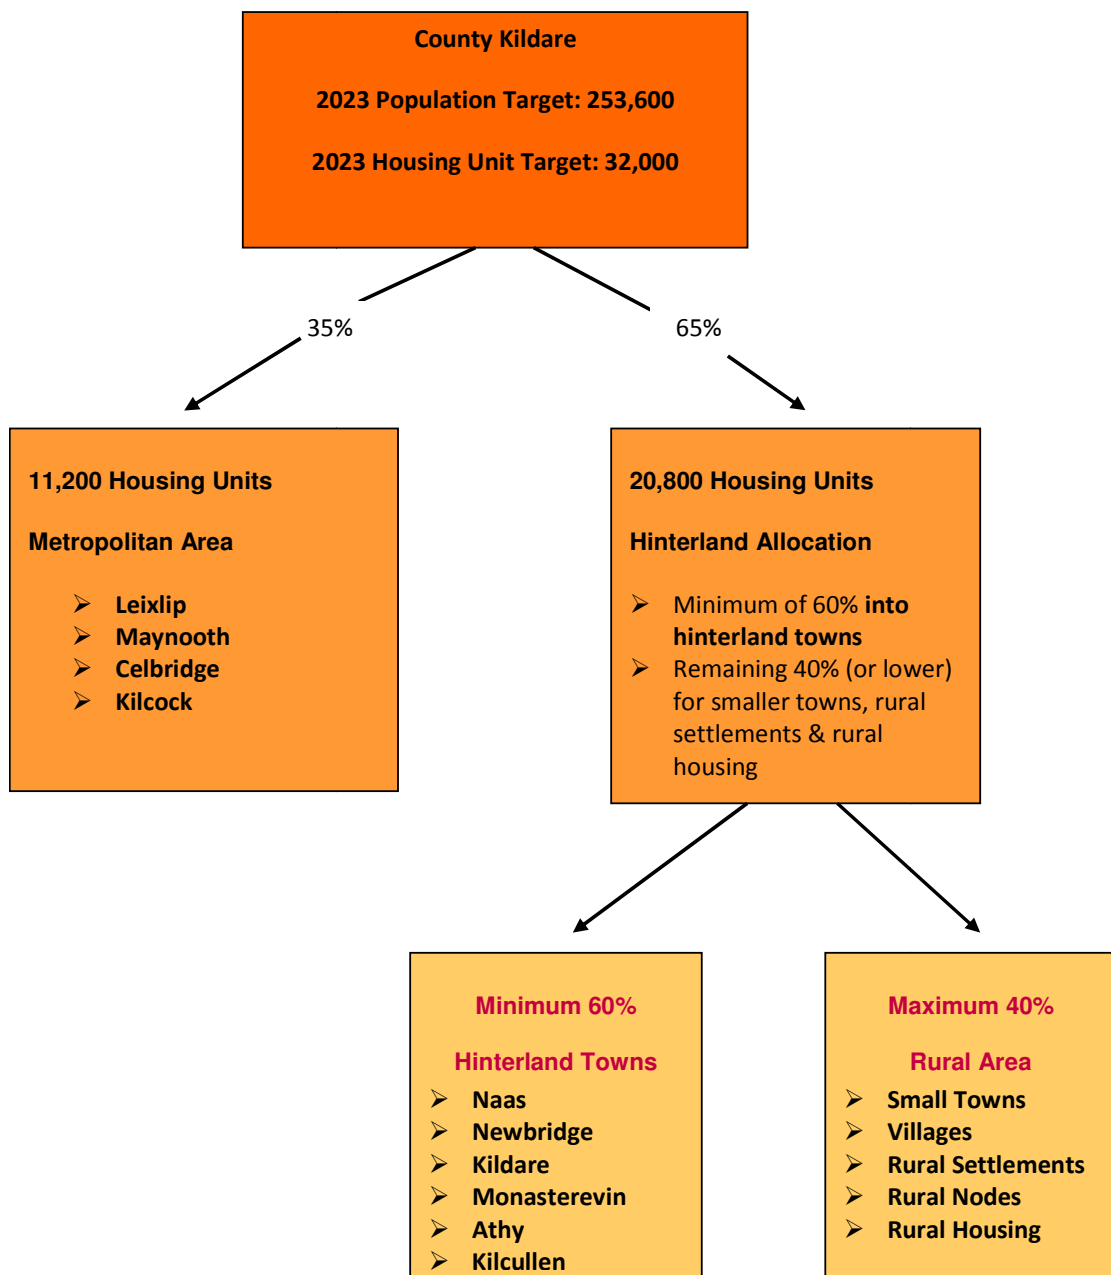 County Kildare
2023 Population Target: 253,600
2023 Housing Unit Target: 32,000
35%
65%
11,200 Housing Units
Metropolitan Area
Leixlip
Maynooth
Celbridge
Kilcock
20,800 Housing Units
Hinterland Allocation
Minimum of 60% into
hinterland towns
Remaining 40% (or lower)
for smaller towns, rural
settlements & rural
housing
Minimum 60%
Hinterland Towns
Naas
Newbridge
Kildare
Monasterevin
Athy
Kilcullen
Maximum 40%
Rural Area
Small Towns
Villages
Rural Settlements
Rural Nodes
Rural Housing